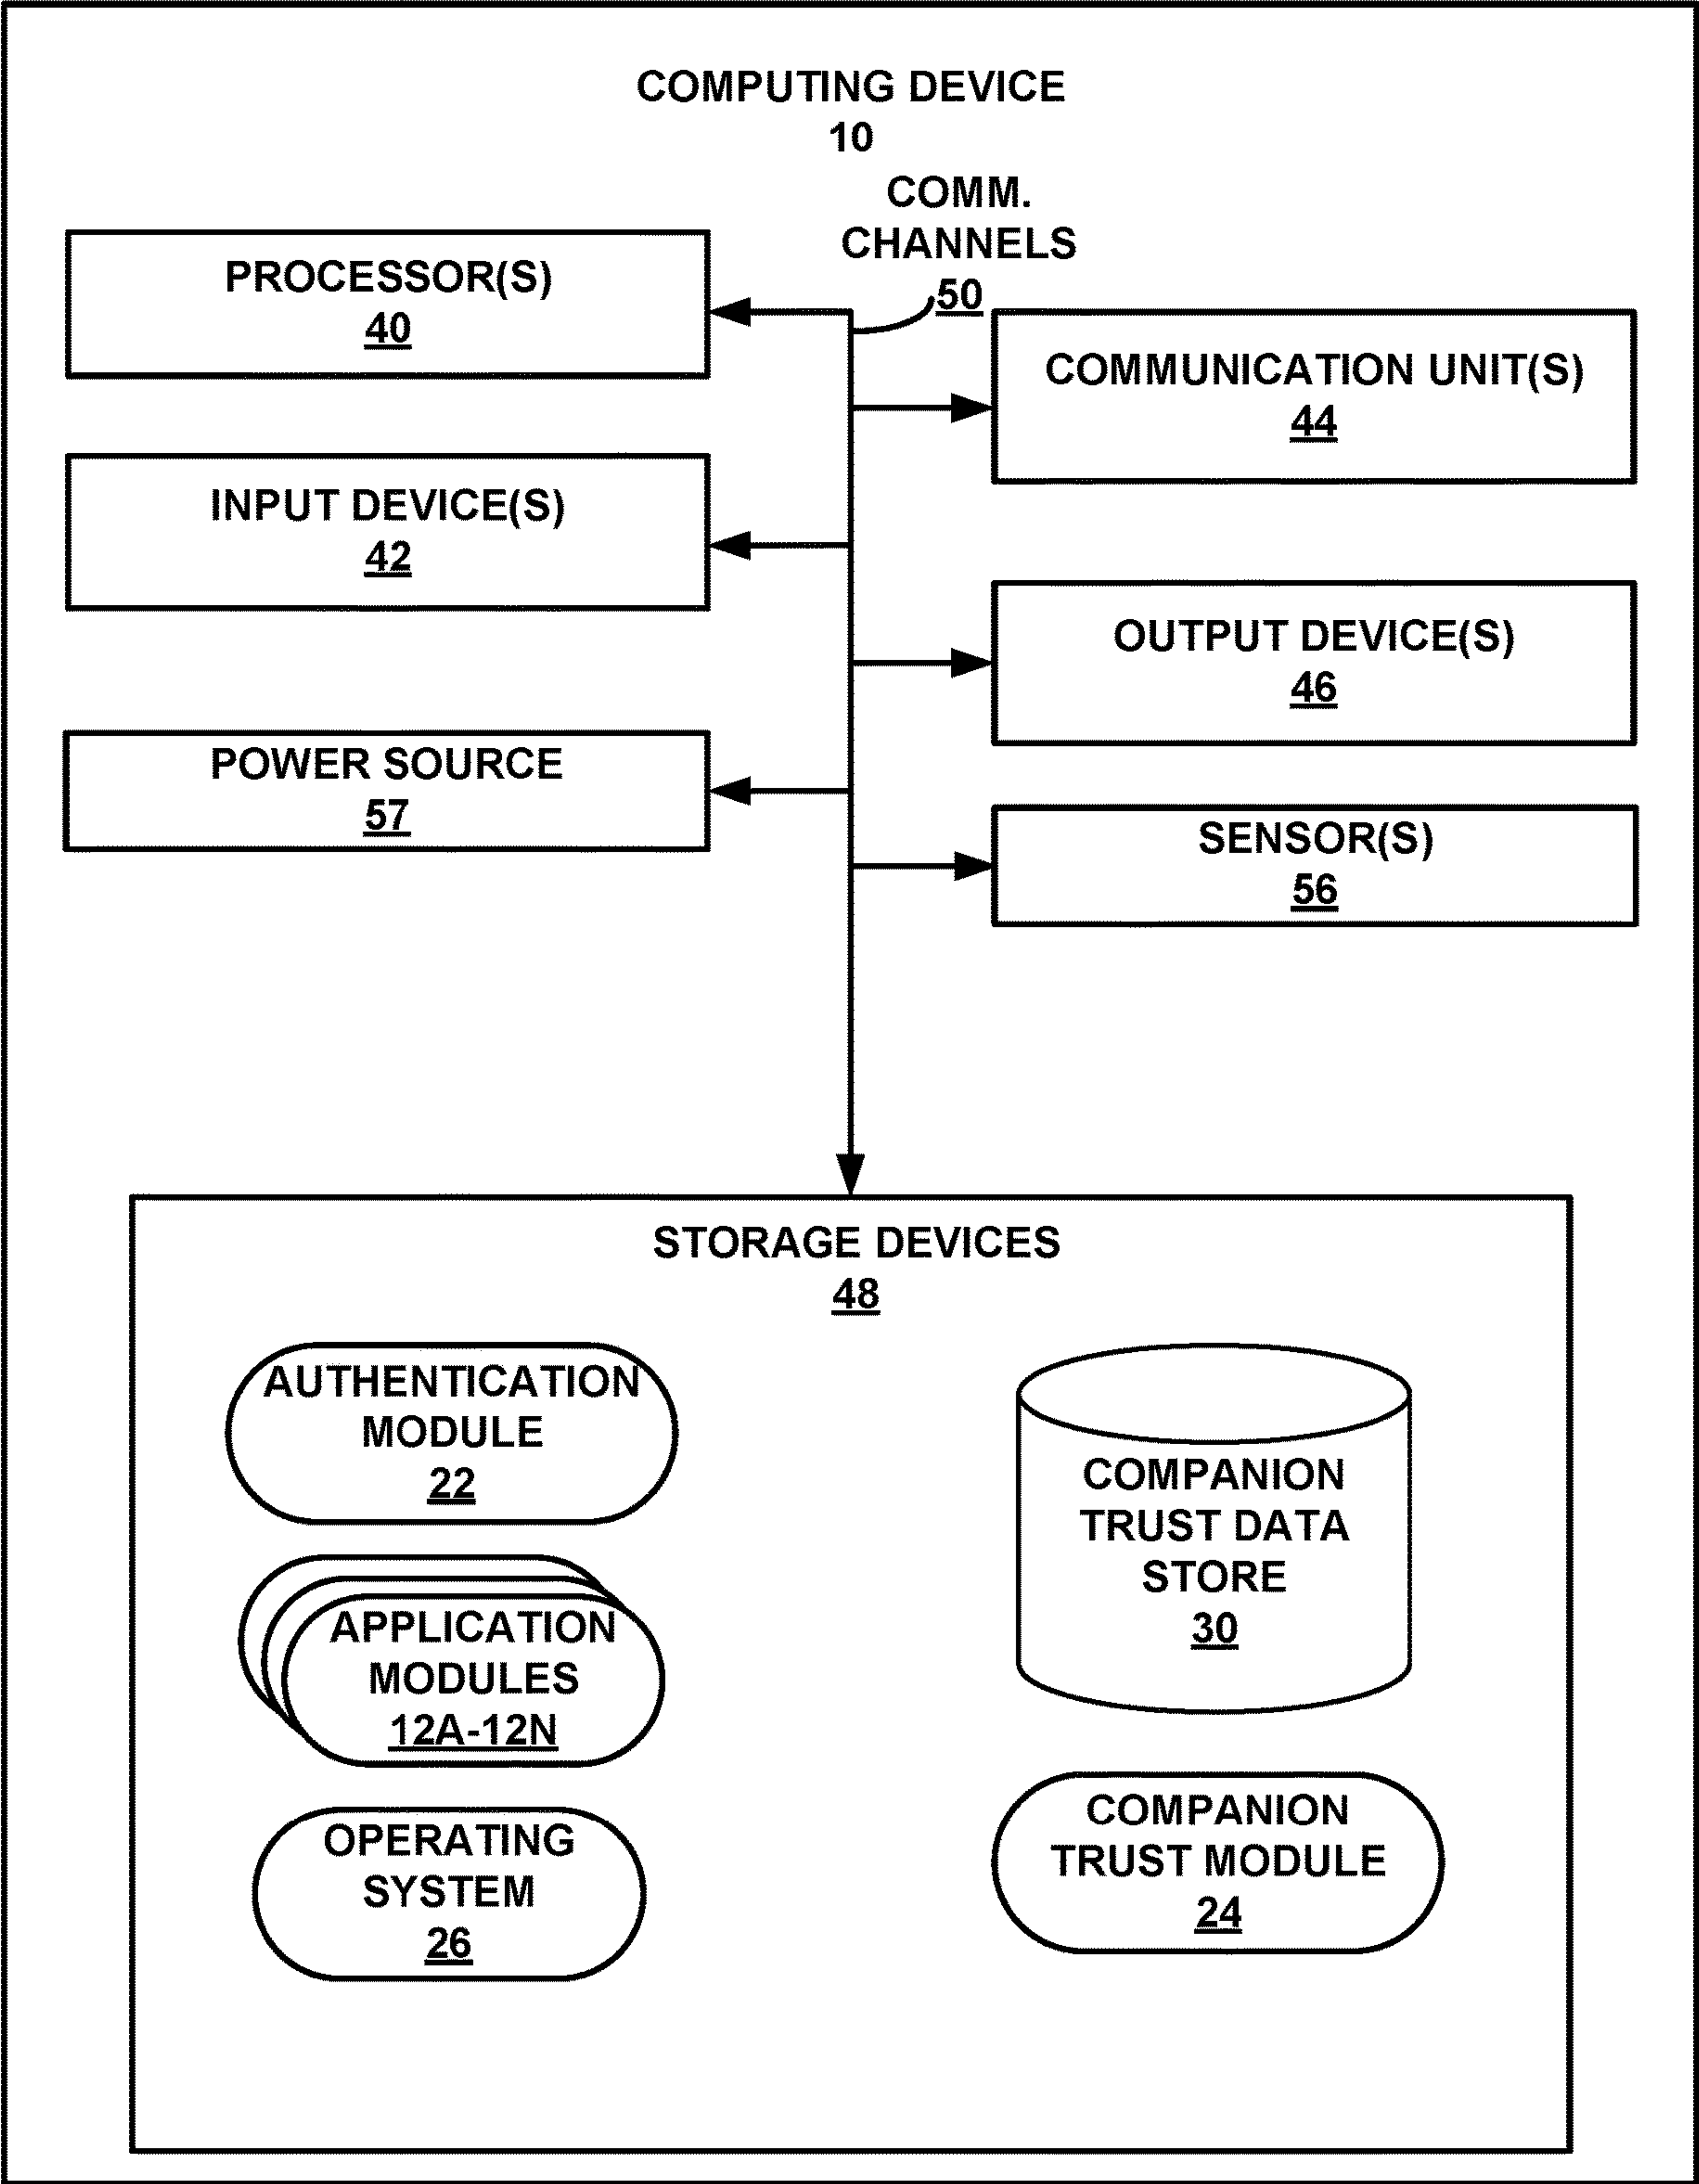 COMPUTING DEVICE
10
COMM.
CHANNELS
50
PROCESSOR(S)
40
COMMUNICATION UNIT(S)
44
INPUT DEVICE(S)
42
OUTPUT DEVICE(S)
46
POWER SOURCE
57
SENSOR(S)
56
STORAGE DEVICES
48
AUTHENTICATION
MODULE
22
COMPANION
TRUST DATA
STORE
30
APPLICATION
MODULES
12A-12N
COMPANION
TRUST MODULE
24
OPERATING
SYSTEM
26